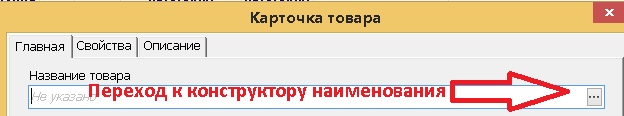 Карточка товара
Главная Свойства Описание
Название товара
Не указано Переход к конструктору наименования ...